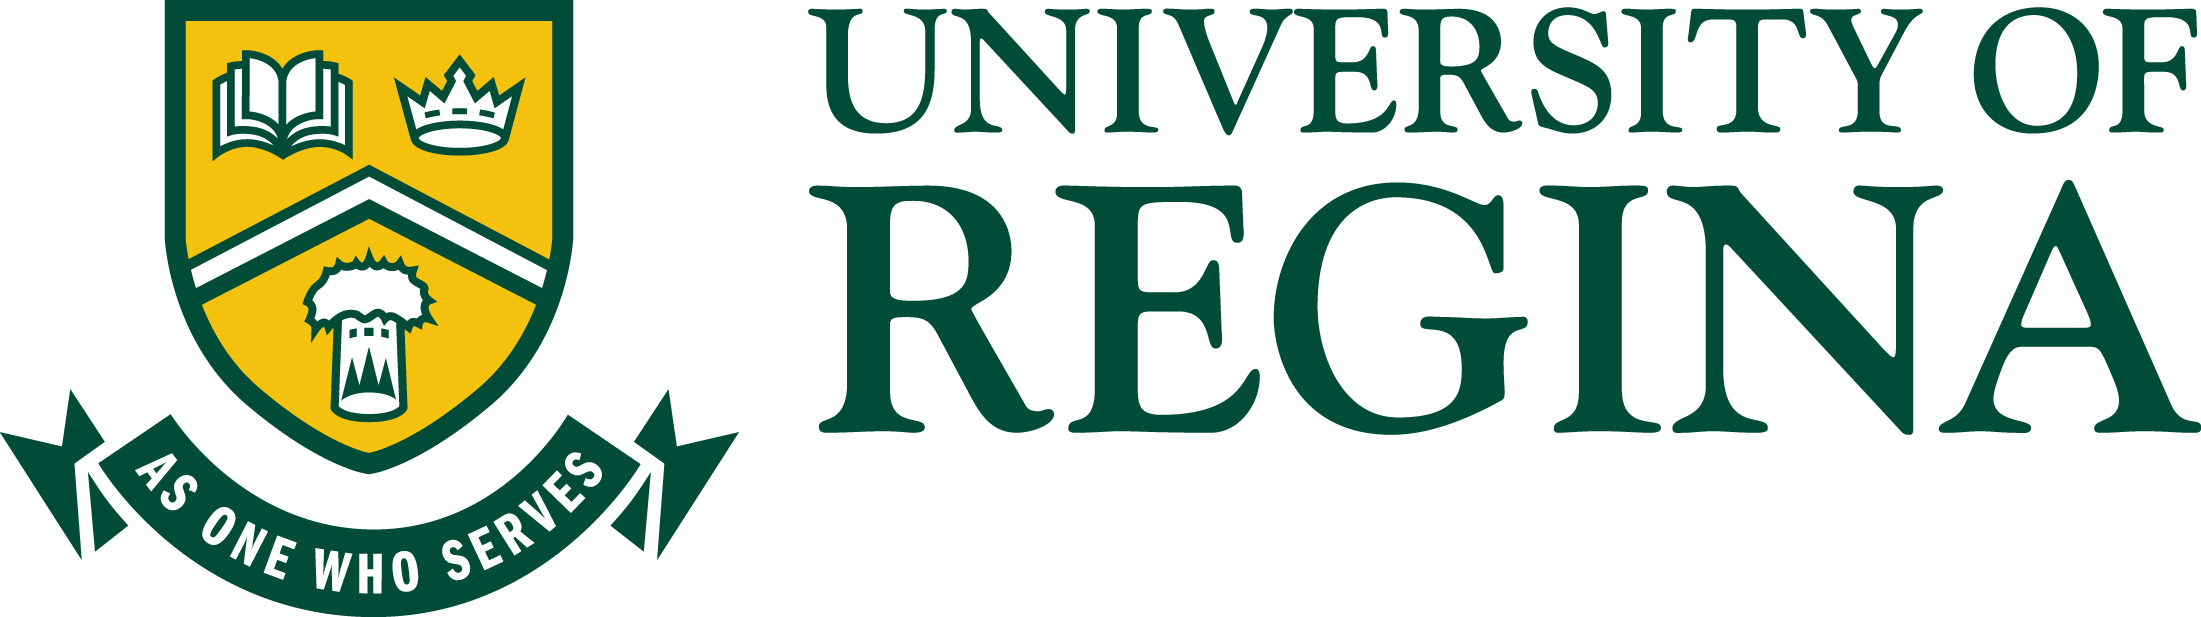 UNIVERSITY OF
REGINA
AS ONE WHO SERVES